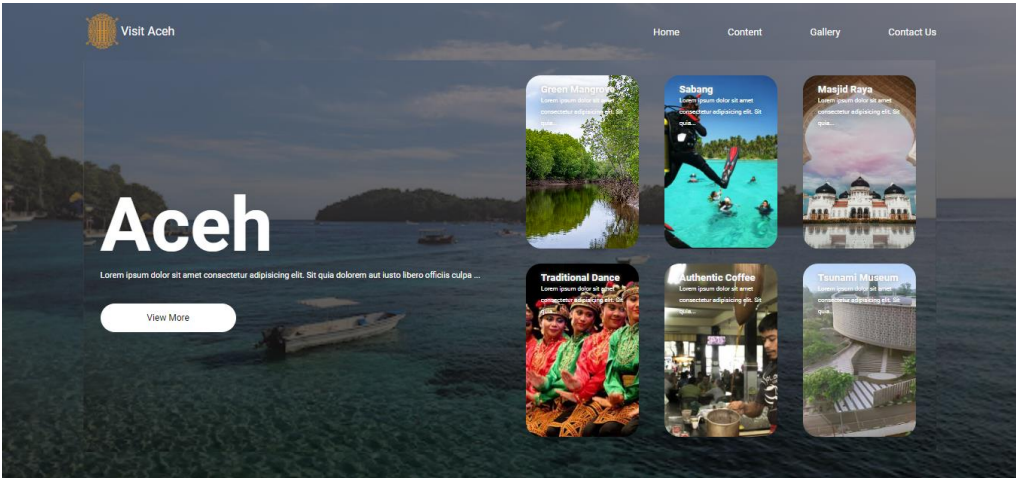 Visit Aceh
Home
Content
Gallery
Contact Us
Aceh
Lorem ipsum dolor sit amet consectetur adipisicing elit. Sit quia dolorem aut iusto libero officiis culpa ...
View More
Green Mangrove
Lorem ipsum dolor sit amet
consectetur adipisicing elit. Sit
quia...
Sabang
Lorem ipsum dolor sit amet
consectetur adipisicing elit. Sit
quia...
Masjid Raya
Lorem ipsum dolor sit amet
consectetur adipisicing elit. Sit
quia...
Traditional Dance
Lorem ipsum dolor sit amet
consectetur adipisicing elit. Sit
Authentic Coffee
Lorem ipsum dolor sit amet
consectetur adipisicing elit. Sit
quia...
Tsunami Museum
Lorem ipsum dolor sit amet
consectetur adipisicing elit. Sit
quia...